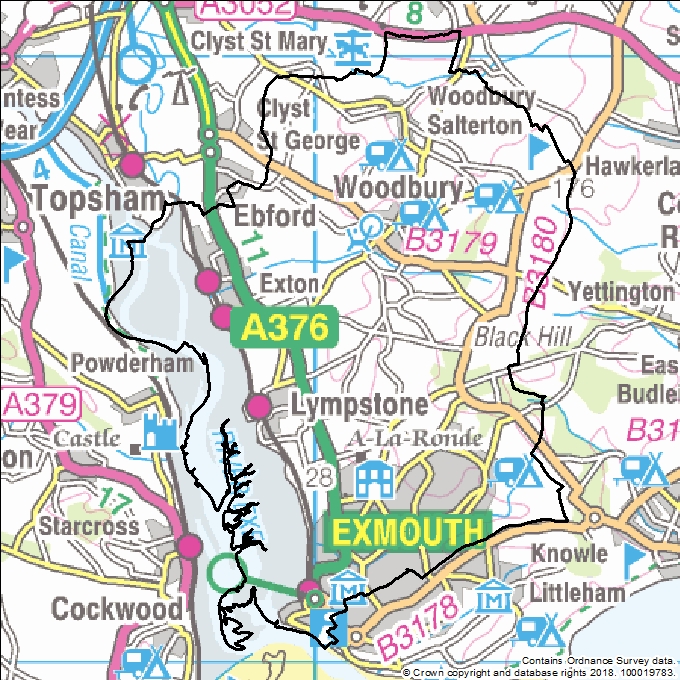 A3052
8
Clyst St Mary
ntess
ear
Clyst
St George
Woodbury
Salterton
4
Topsham
Hawkerla
176
Woodbury
Ebford
C
R
Canal
11
B3179
B3180
Exton
Yettington
A376
Black Hill
Powderham
Eas
Budlei
A379
Lympstone
B31
Castle
A-La-Ronde
on
28
17
Starcross
EXMOUTH
Knowle
Littleham
Cockwood
B3178
Contains Ordnance Survey data.
© Crown copyright and database rights 2018. 100019783.